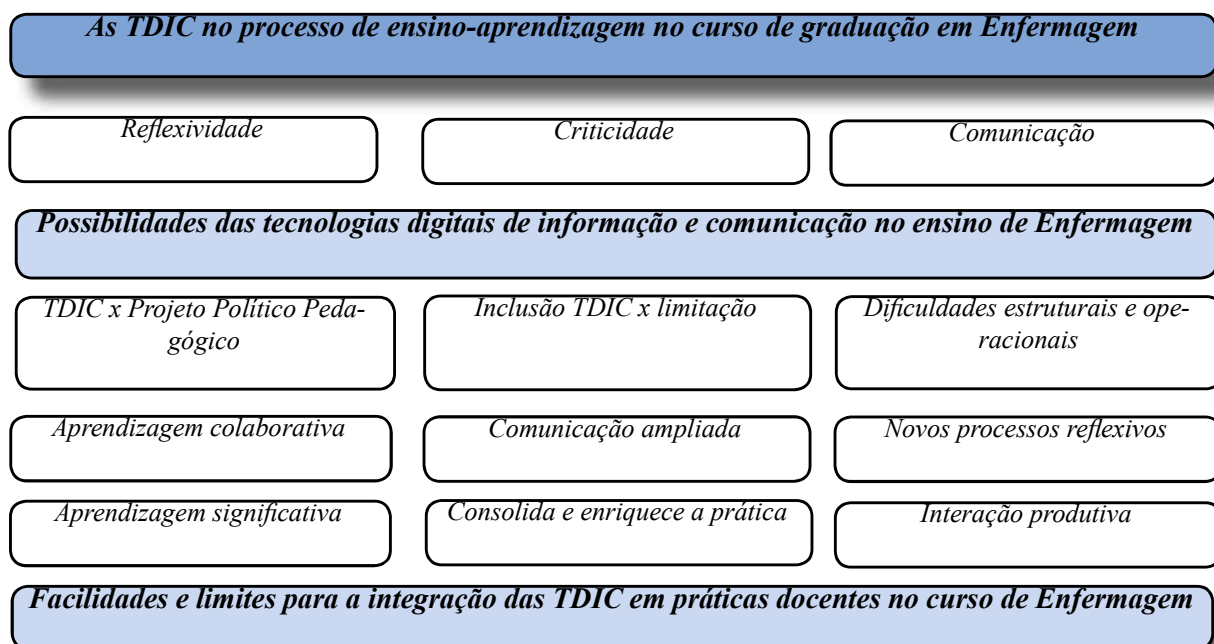 As TDIC no processo de ensino-aprendizagem no curso de graduação em Enfermagem
Reflexividade
Criticidade
Comunicação
Possibilidades das tecnologias digitais de informação e comunicação no ensino de Enfermagem
TDIC x Projeto Político Peda-
gógico
Inclusão TDIC x limitação
Dificuldades estruturais e ope-
racionais
Aprendizagem colaborativa
Comunicação ampliada
Novos processos reflexivos
Aprendizagem significativa
Consolida e enriquece a prática
Interação produtiva
Facilidades e limites para a integração das TDIC em práticas docentes no curso de Enfermagem